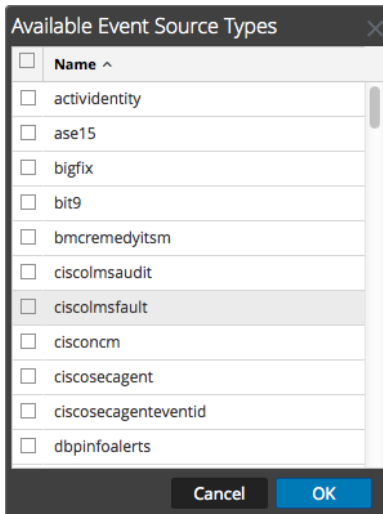 Available Event Source Types
Name
actividentity
ase15
bigfix
bit9
bmcremedyitsm
ciscolmsaudit
ciscolmsfault
cisconcm
ciscosecagent
ciscosecagenteventid
dbpinfoalerts
Cancel OK